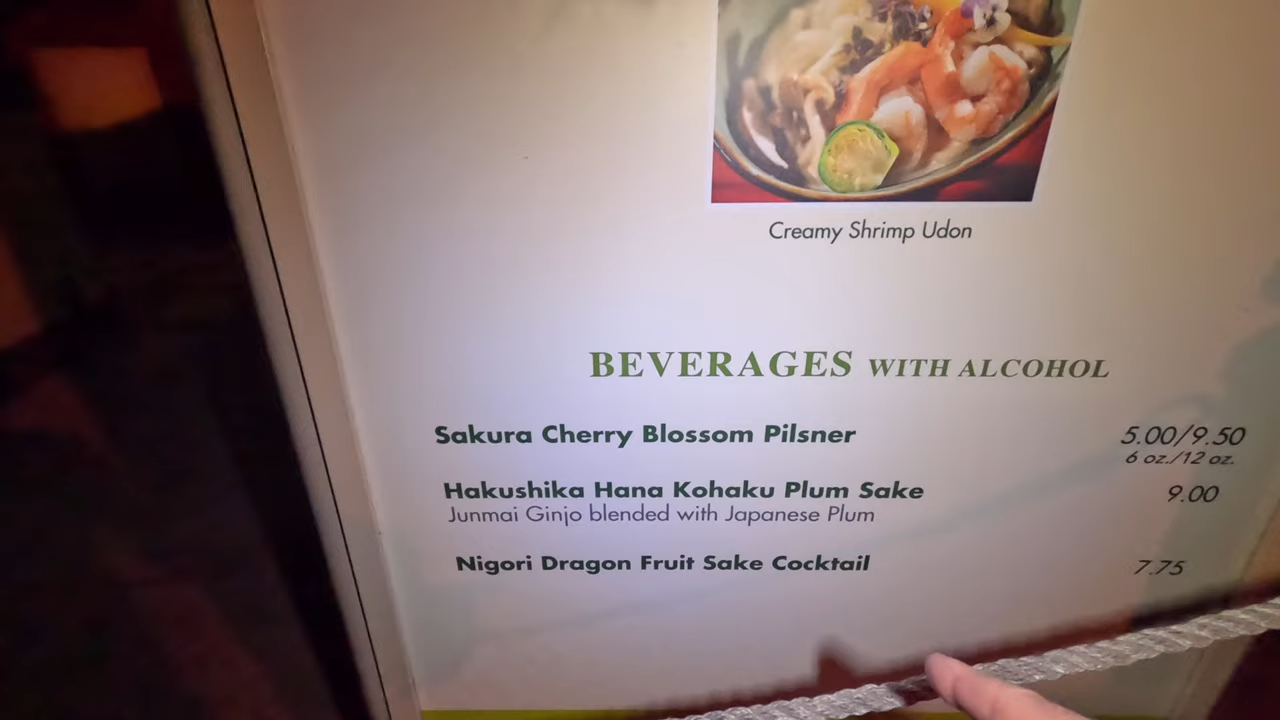 Creamy Shrimp Udon
BEVERAGES WITH ALCOHOL
Sakura Cherry Blossom Pilsner 5.00/9.50
6 oz./12 oz.
Hakushika Hana Kohaku Plum Sake 9.00
Junmai Ginjo blended with Japanese Plum
Nigori Dragon Fruit Sake Cocktail 7.75